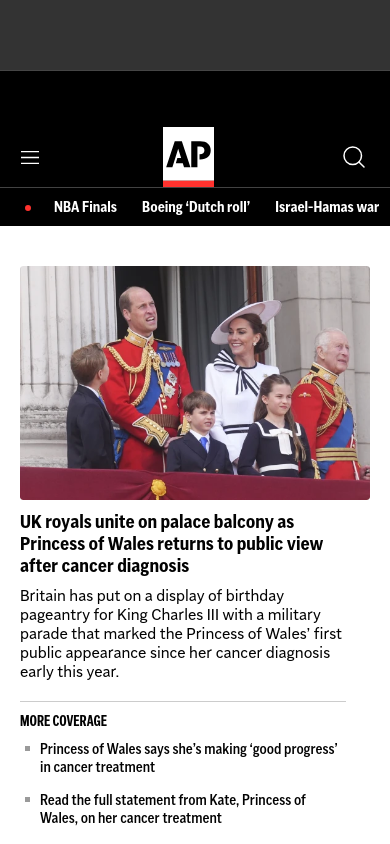 AP
NBA Finals
Boeing ‘Dutch roll’
Israel-Hamas war
UK royals unite on palace balcony as
Princess of Wales returns to public view
after cancer diagnosis
Britain has put on a display of birthday
pageantry for King Charles III with a military
parade that marked the Princess of Wales’ first
public appearance since her cancer diagnosis
early this year.
MORE COVERAGE
Princess of Wales says she’s making ‘good progress’
in cancer treatment
Read the full statement from Kate, Princess of
Wales, on her cancer treatment